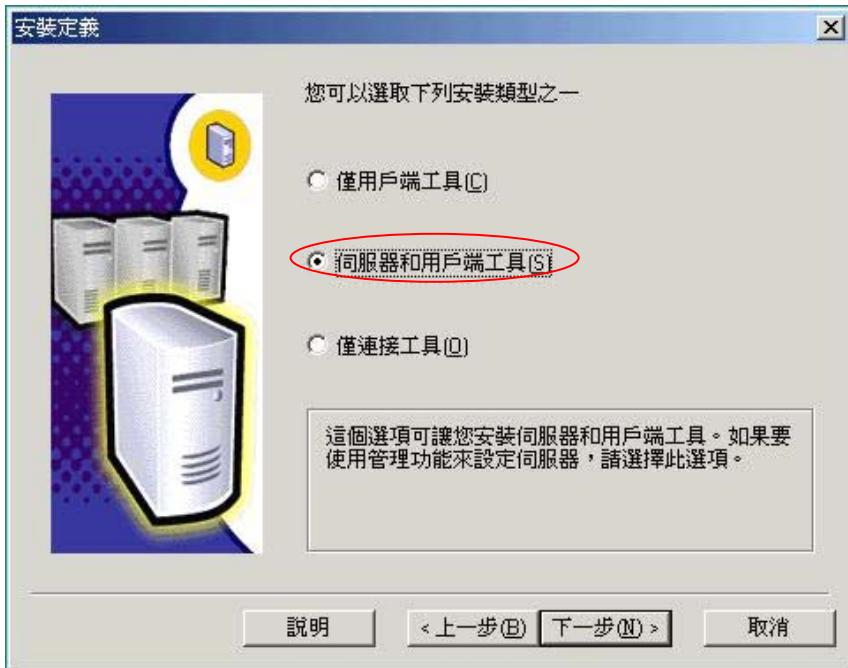 安裝定義
您可以選取下列安裝類型之一
僅用戶端工具(C)
伺服器和用戶端工具(S)
僅連接工具(O)
這個選項可讓您安裝伺服器和用戶端工具。如果要
使用管理功能來設定伺服器，請選擇此選項。
說明
<上一步(B)
下一步(N)>
取消